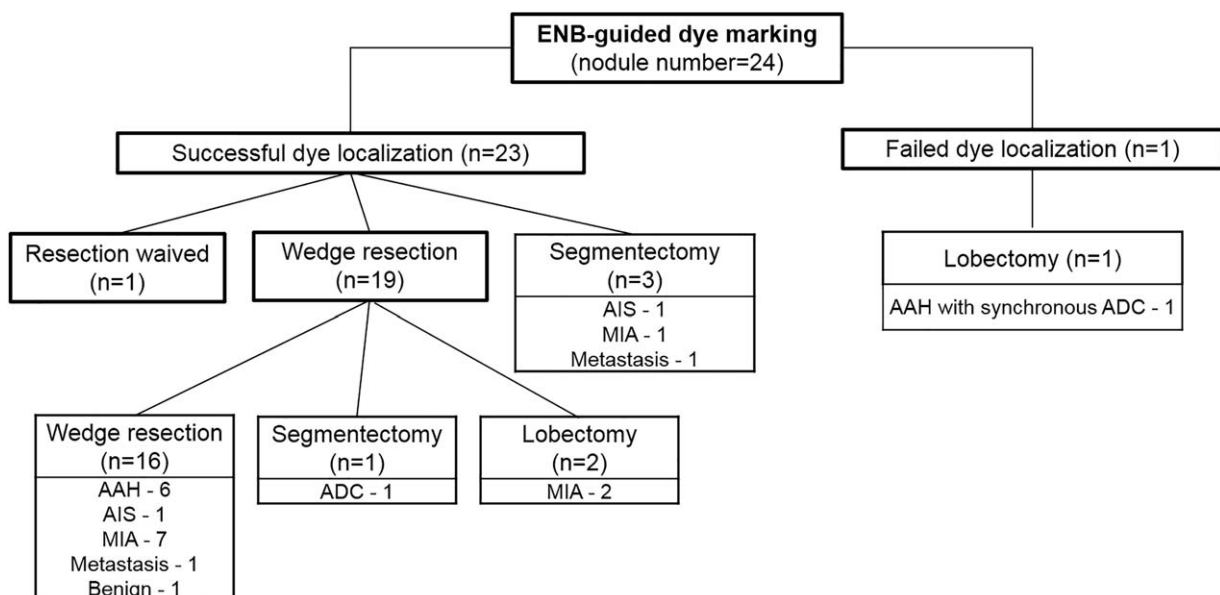 ENB-guided dye marking
(nodule number=24)
Successful dye localization (n=23)
Failed dye localization (n=1)
Resection waived
(n=1)
Wedge resection
(n=19)
Segmentectomy
(n=3)
AIS - 1
MIA - 1
Metastasis - 1
Lobectomy (n=1)
AAH with synchronous ADC - 1
Wedge resection
(n=16)
AAH - 6
AIS - 1
MIA - 7
Metastasis - 1
Benign - 1
Segmentectomy
(n=1)
ADC - 1
Lobectomy
(n=2)
MIA - 2